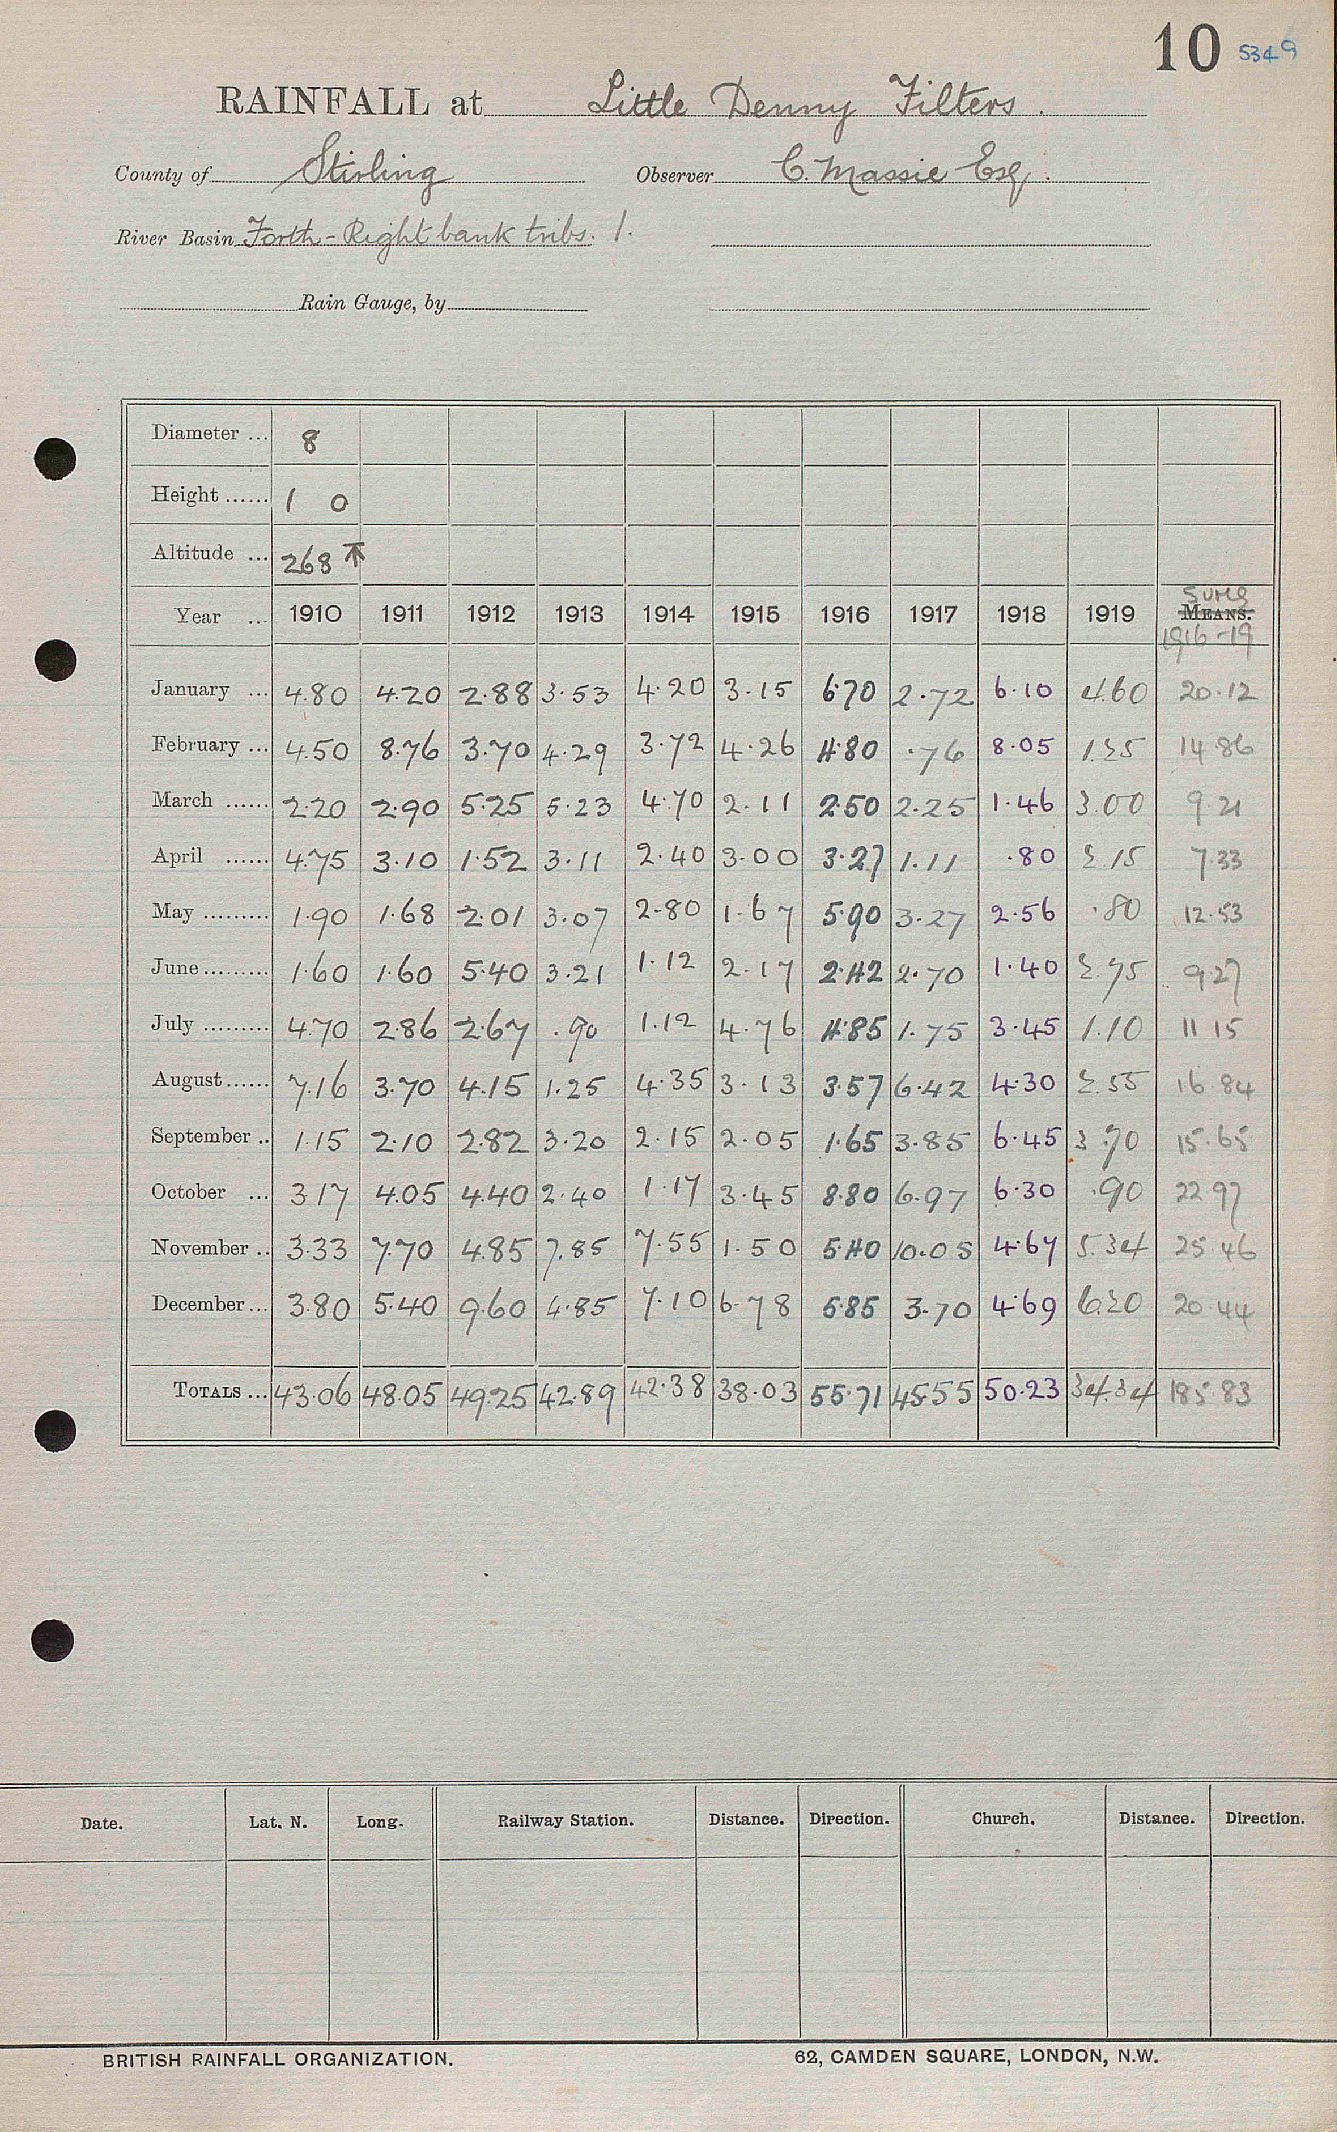 10 5349
RAINFALL at Little Denny Filters.
County of Stirling Observer C. Massie Esq.
River Basin Forth - Right bank tribs. 1.
Rain Gauge, by
Diameter ... 8
Height ...... 1 0
Altitude ... 268 ↑
Sums
Year ... 1910 1911 1912 1913 1914 1915 1916 1917 1918 1919 MEANS.
1916-19
January ... 4.80 4.20 2.88 3.53 4.20 3.15 6.70 2.72 6.10 4.60 20.12
February ... 4.50 8.76 3.70 4.29 3.72 4.26 4.80 .76 8.05 1.25 14.86
March ...... 2.20 2.90 5.25 5.23 4.70 2.11 2.50 2.25 1.46 3.00 9.21
April ...... 4.75 3.10 1.52 3.11 2.40 3.00 3.27 1.11 .80 2.15 7.33
May ......... 1.90 1.68 2.01 3.07 2.80 1.67 5.90 3.27 2.56 .80 12.53
June ......... 1.60 1.60 5.40 3.21 1.12 2.17 2.42 2.70 1.40 2.75 9.27
July ......... 4.70 2.86 2.67 .90 1.12 4.76 4.85 1.75 3.45 1.10 11.15
August ...... 7.16 3.70 4.15 1.25 4.35 3.13 3.57 6.42 4.30 2.55 16.84
September .. 1.15 2.10 2.82 3.20 2.15 2.05 1.65 3.85 6.45 3.70 15.65
October ... 3.17 4.05 4.40 2.40 1.17 3.45 8.80 6.97 6.30 .90 22.97
November .. 3.33 7.70 4.85 7.85 7.55 1.50 5.40 10.05 4.67 5.34 25.46
December ... 3.80 5.40 9.60 4.85 7.10 6.78 5.85 3.70 4.69 6.20 20.44
TOTALS ... 43.06 48.05 49.25 42.89 42.38 38.03 55.71 45.55 50.23 34.34 185.83
Date. Lat. N. Long. Railway Station. Distance. Direction. Church. Distance. Direction.
BRITISH RAINFALL ORGANIZATION. 62, CAMDEN SQUARE, LONDON, N.W.